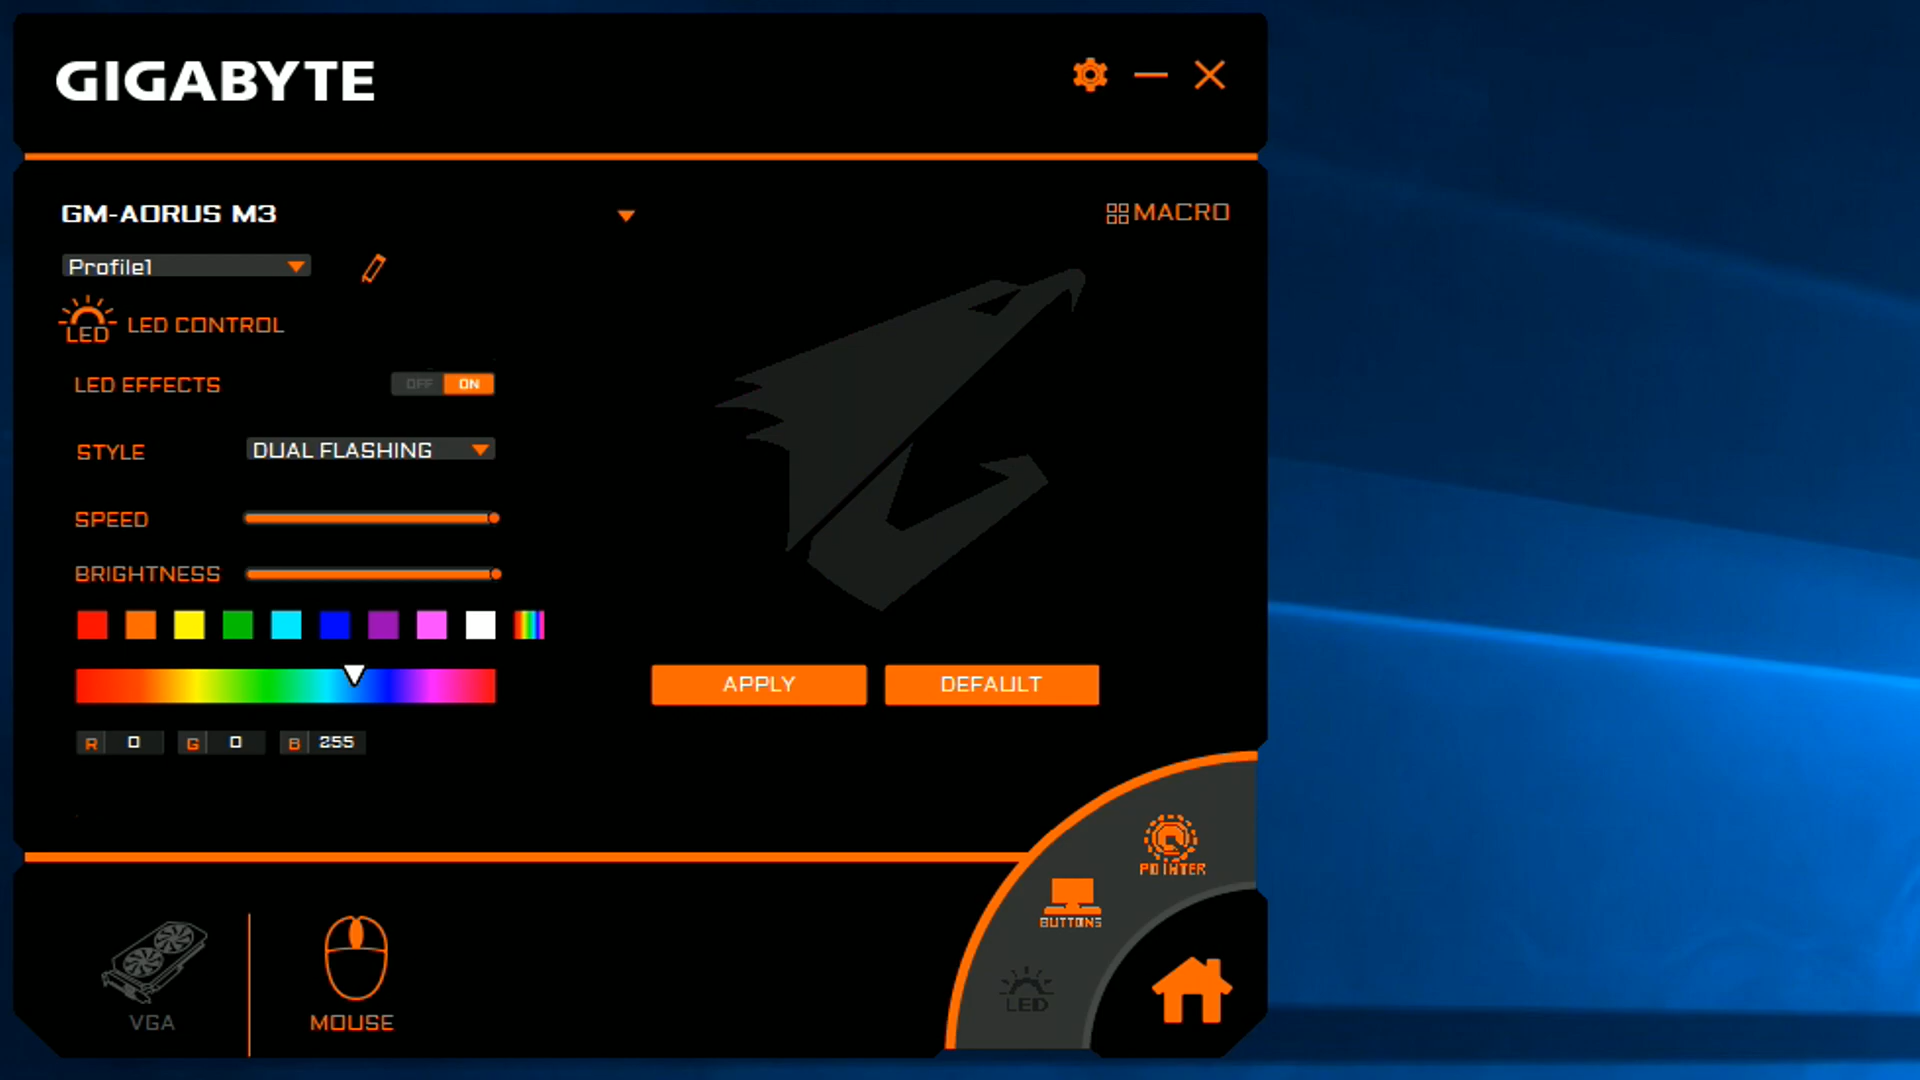 GIGABYTE
GM-AORUS M3
MACRO
Profile1
LED LED CONTROL
LED EFFECTS OFF ON
STYLE DUAL FLASHING
SPEED
BRIGHTNESS
APPLY DEFAULT
R 0 G 0 B 255
POINTER
BUTTONS
LED
VGA MOUSE